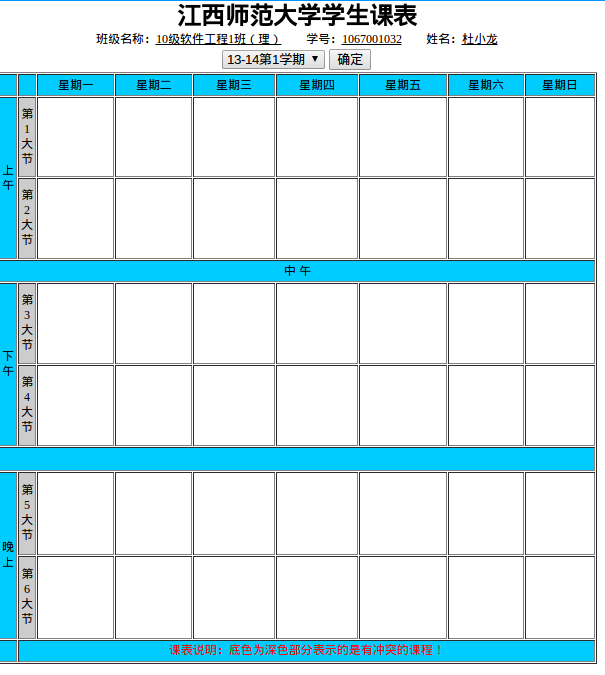 江西师范大学学生课表
班级名称：10级软件工程1班（理） 学号：1067001032 姓名：杜小龙
13-14第1学期 确定
星期一 星期二 星期三 星期四 星期五 星期六 星期日
上午
第1大节
第2大节
中 午
下午
第3大节
第4大节
晚上
第5大节
第6大节
课表说明：底色为深色部分表示的是有冲突的课程！